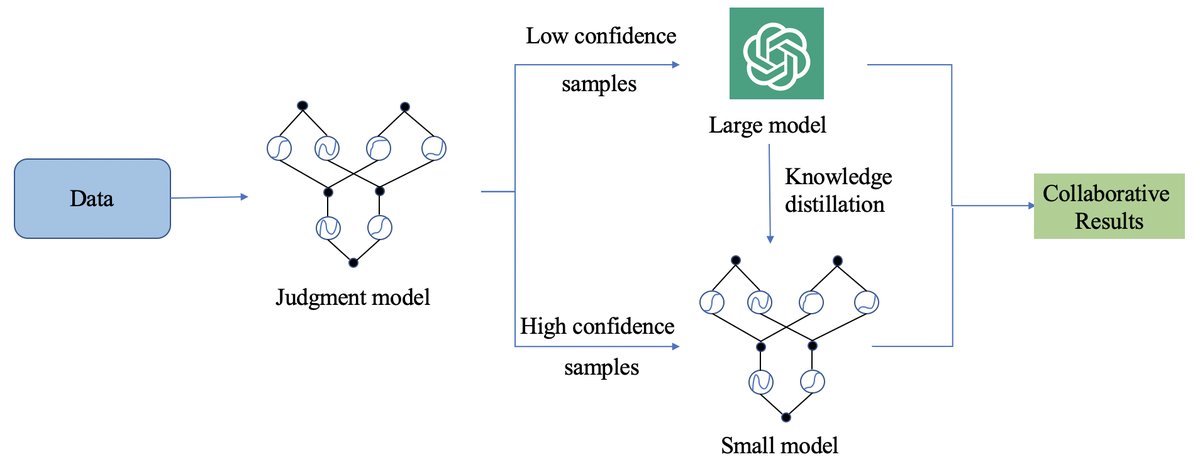 Data
Judgment model
Low confidence
samples
Large model
Knowledge
distillation
High confidence
samples
Small model
Collaborative
Results